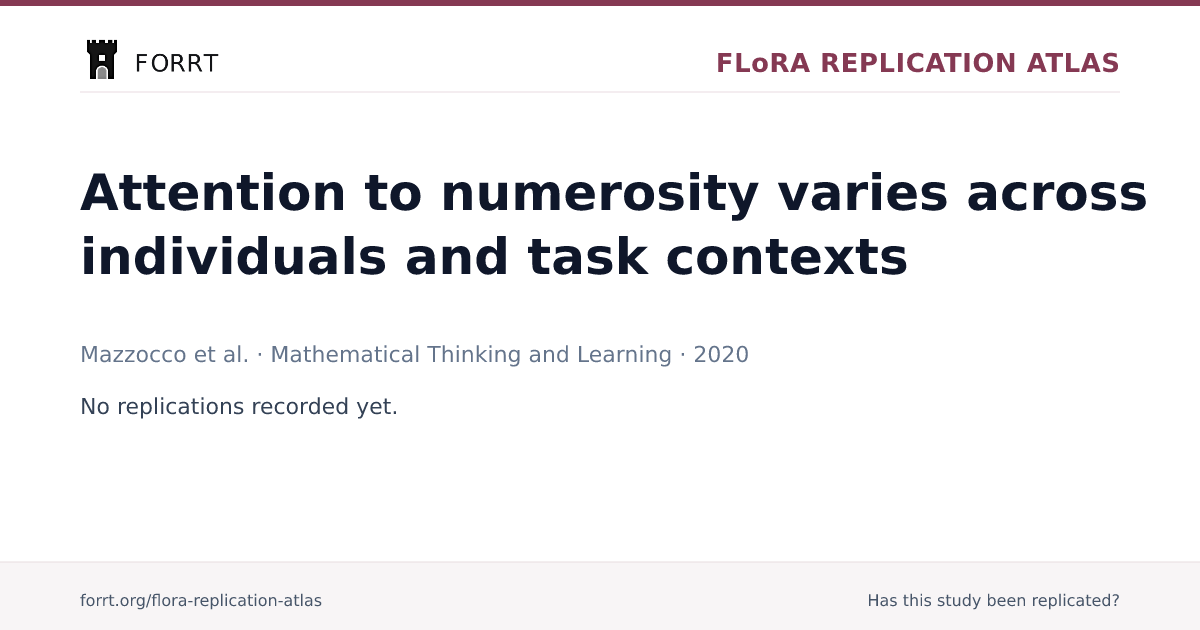 FORRT
FLoRA REPLICATION ATLAS
Attention to numerosity varies across
individuals and task contexts
Mazzocco et al. · Mathematical Thinking and Learning · 2020
No replications recorded yet.
forrt.org/flora-replication-atlas
Has this study been replicated?